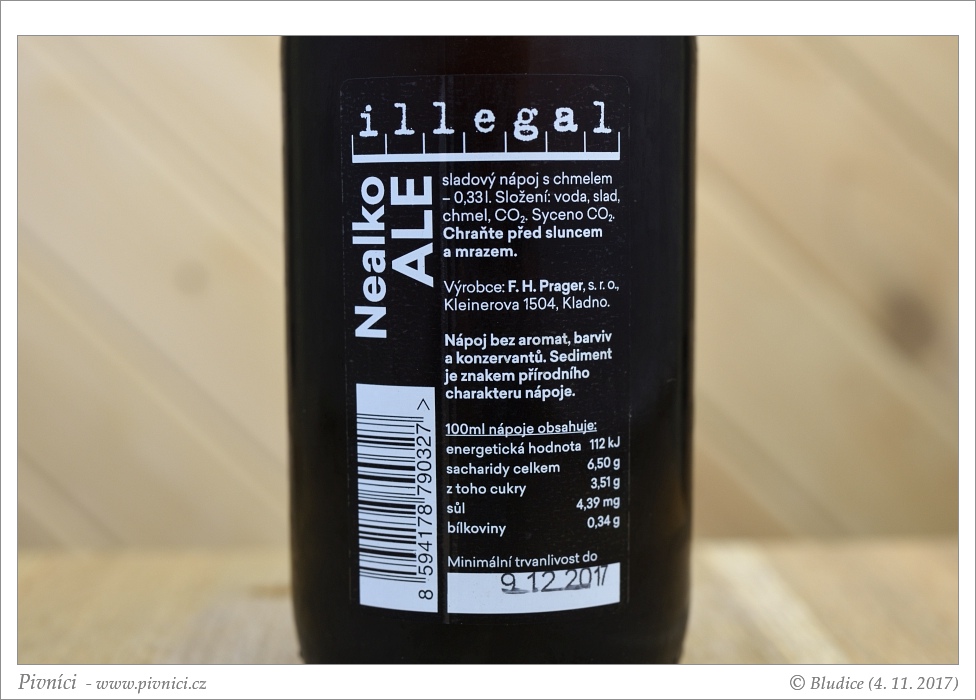 illegal
Nealko
ALE
sladový nápoj s chmelem
– 0,33 l. Složení: voda, slad,
chmel, CO₂. Syceno CO₂.
Chraňte před sluncem
a mrazem.
Výrobce: F. H. Prager, s. r. o.,
Kleinerova 1504, Kladno.
Nápoj bez aromat, barviv
a konzervantů. Sediment
je znakem přírodního
charakteru nápoje.
100ml nápoje obsahuje:
energetická hodnota 112 kJ
sacharidy celkem 6,50 g
z toho cukry 3,51 g
sůl 4,39 mg
bílkoviny 0,34 g
Minimální trvanlivost do
9.12.2017
8 594178 790327 >
Pivníci - www.pivnici.cz
© Bludice (4. 11. 2017)